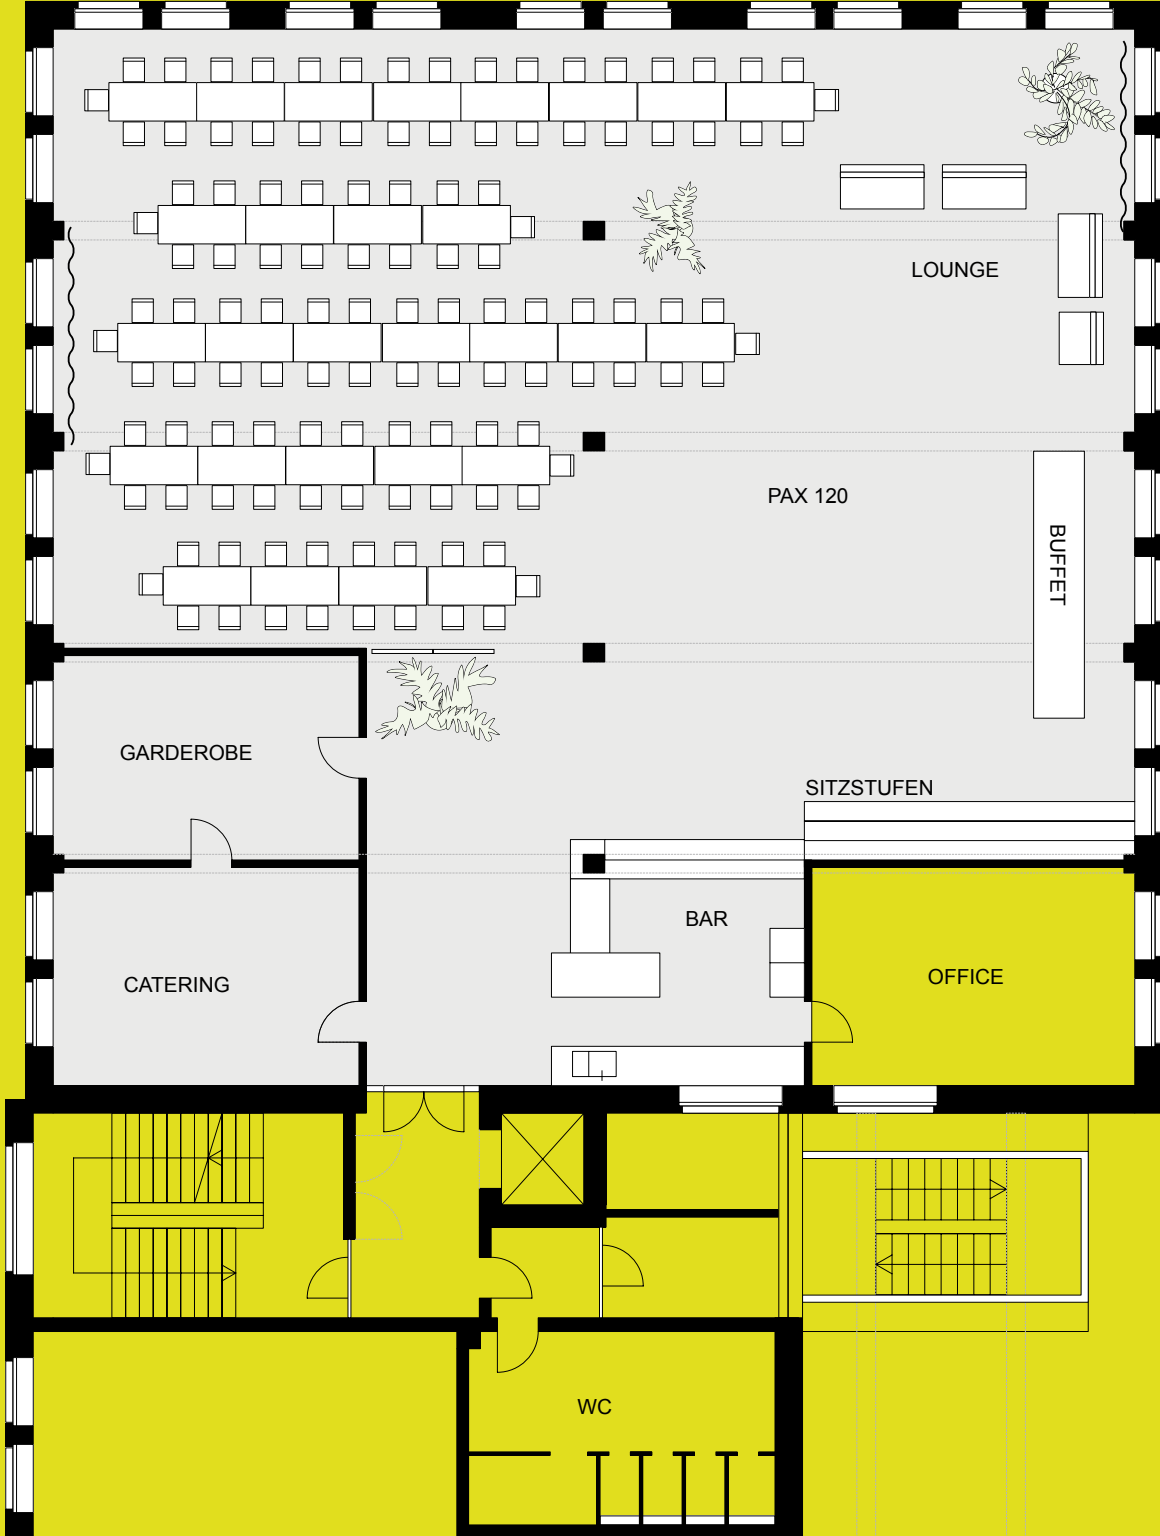 LOUNGE
PAX 120
BUFFET
GARDEROBE
SITZSTUFEN
BAR
CATERING
OFFICE
WC